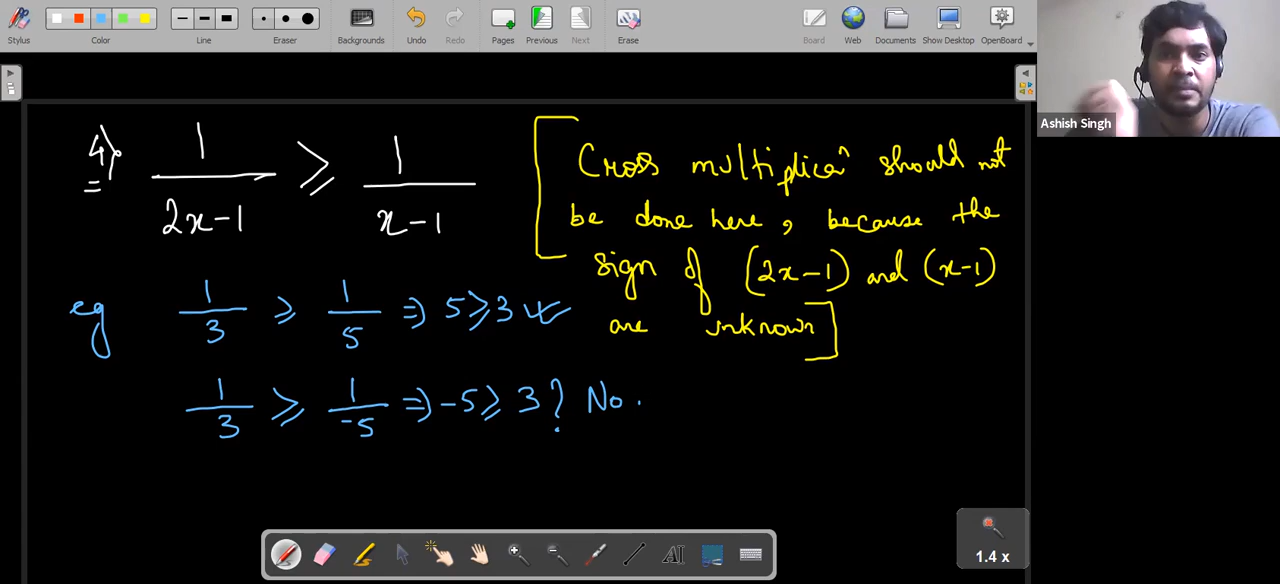 Stylus
Color
Line
Eraser
Backgrounds
Undo
Redo
Pages
Previous
Next
Erase
Board
Web
Documents
Show Desktop
OpenBoard
Ashish Singh
4) 1/(2x-1) ≥ 1/(x-1)
[Cross multiplicaⁿ should not
be done here, because the
sign of (2x-1) and (x-1)
are unknown]
eg 1/3 ≥ 1/5 ⇒ 5≥3 ✓
1/3 ≥ 1/-5 ⇒ -5≥ 3? No.
AI
1.4 x